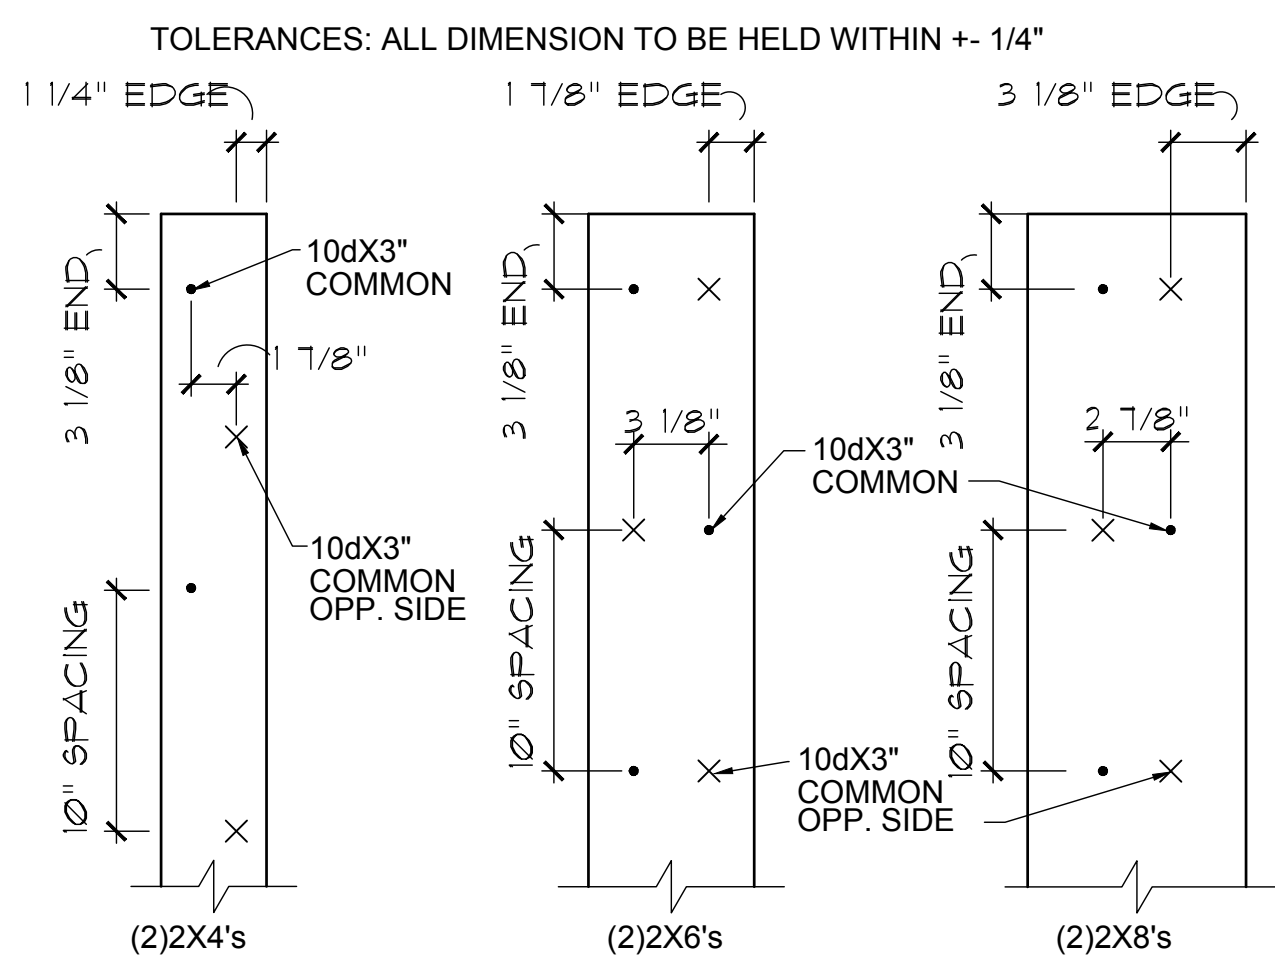 TOLERANCES: ALL DIMENSION TO BE HELD WITHIN +- 1/4"
1 1/4" EDGE
1 7/8" EDGE
3 1/8" EDGE
3 1/8" END
10dX3"
COMMON
1 7/8"
10dX3"
COMMON
OPP. SIDE
10" SPACING
(2)2X4's
3 1/8" END
3 1/8"
10dX3"
COMMON
10" SPACING
10dX3"
COMMON
OPP. SIDE
(2)2X6's
3 1/8" END
2 7/8"
10" SPACING
(2)2X8's